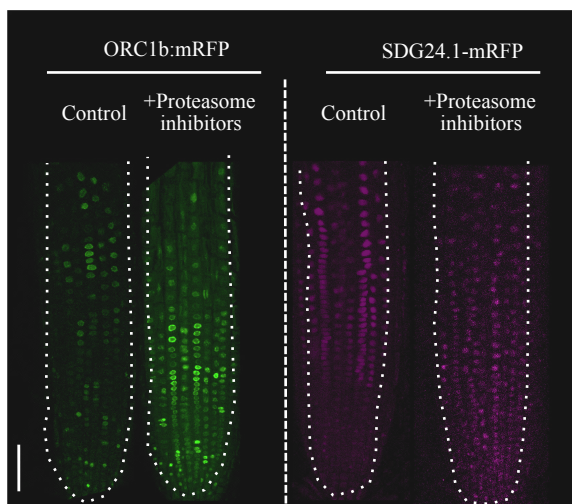 ORC1b:mRFP
SDG24.1-mRFP
Control
+Proteasome
inhibitors
Control
+Proteasome
inhibitors